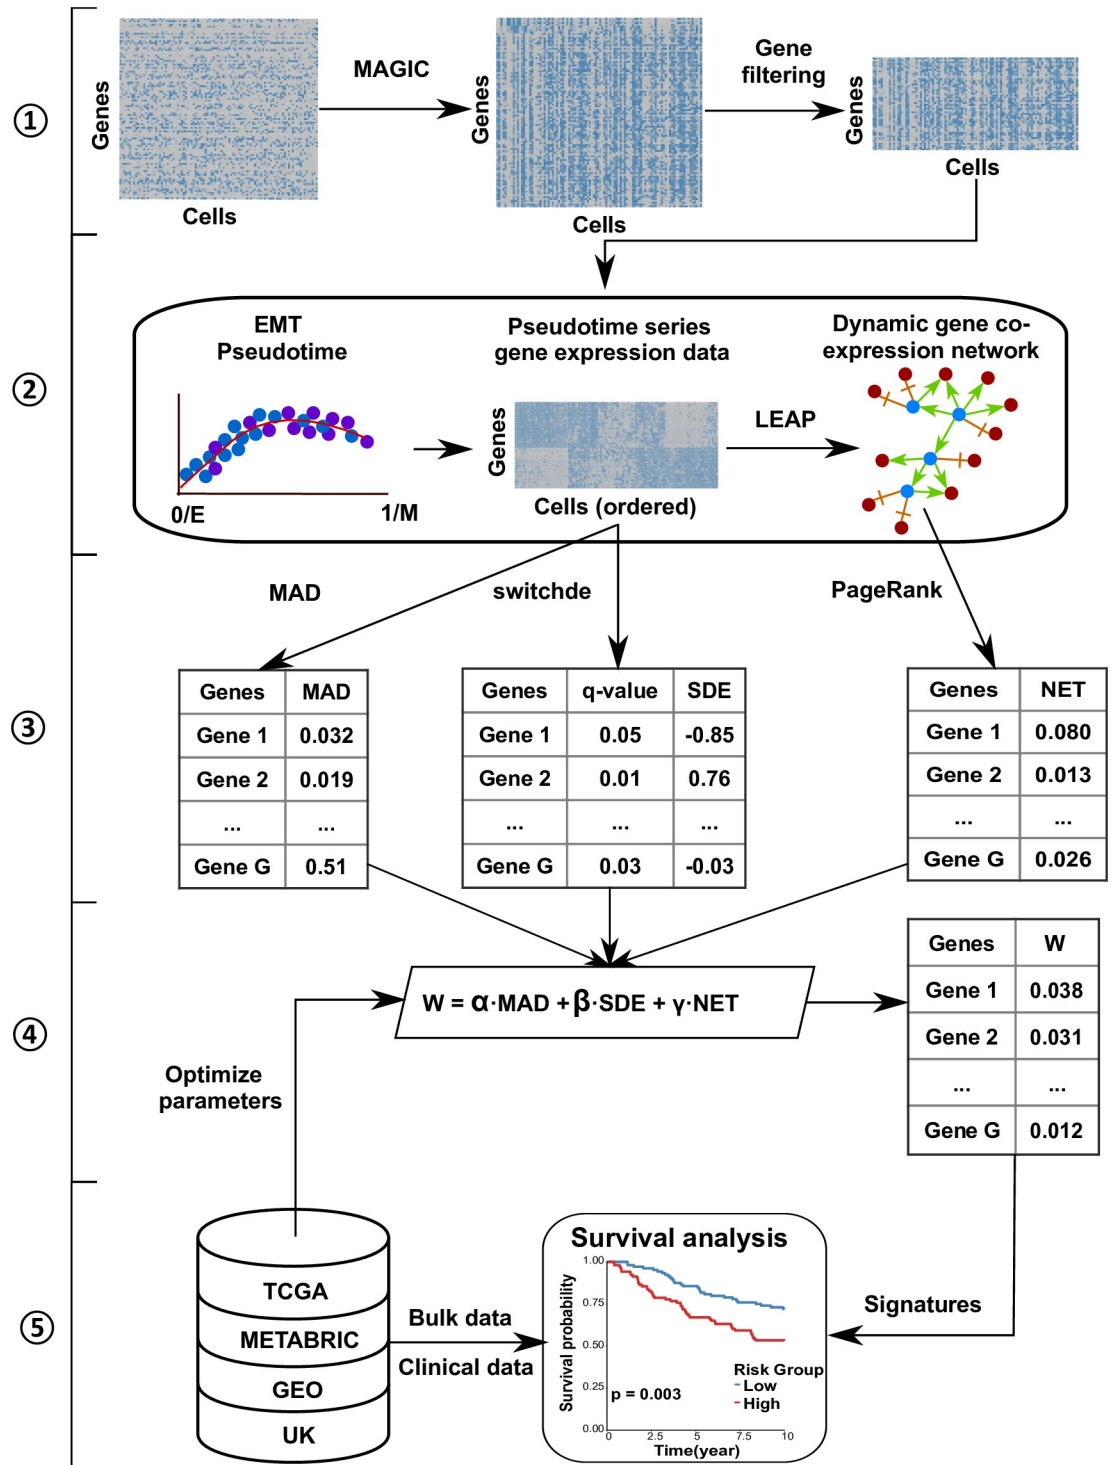 ①
Genes
Cells
MAGIC
Genes
Cells
Gene
filtering
Genes
Cells
②
EMT
Pseudotime
0/E
1/M
Pseudotime series
gene expression data
Genes
Cells (ordered)
LEAP
Dynamic gene co-
expression network
③
MAD
switchde
PageRank
Genes MAD
Gene 1 0.032
Gene 2 0.019
... ...
Gene G 0.51
Genes q-value SDE
Gene 1 0.05 -0.85
Gene 2 0.01 0.76
... ... ...
Gene G 0.03 -0.03
Genes NET
Gene 1 0.080
Gene 2 0.013
... ...
Gene G 0.026
④
W = α·MAD + β·SDE + γ·NET
Optimize
parameters
Genes W
Gene 1 0.038
Gene 2 0.031
... ...
Gene G 0.012
⑤
TCGA
METABRIC
GEO
UK
Bulk data
Clinical data
Survival analysis
Survival probability
1.00
0.75
0.50
0.25
0.00
p = 0.003
Risk Group
Low
High
0 2.5 5 7.5 10
Time(year)
Signatures